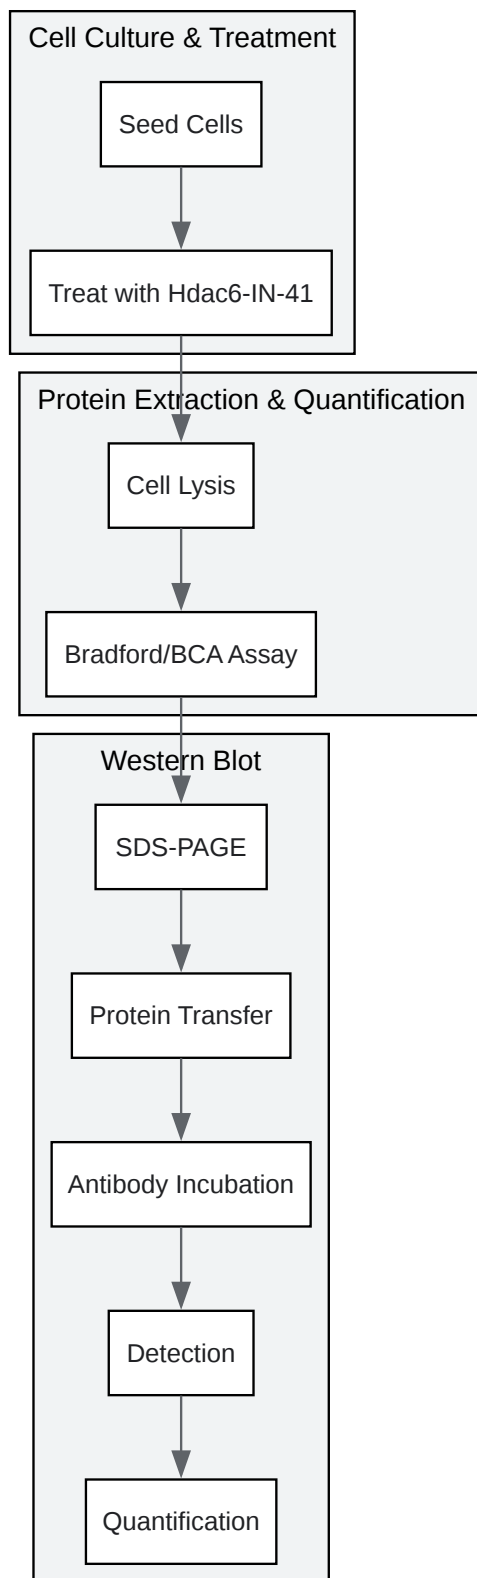 Cell Culture & Treatment
Seed Cells
Treat with Hdac6-IN-41
Protein Extraction & Quantification
Cell Lysis
Bradford/BCA Assay
Western Blot
SDS-PAGE
Protein Transfer
Antibody Incubation
Detection
Quantification